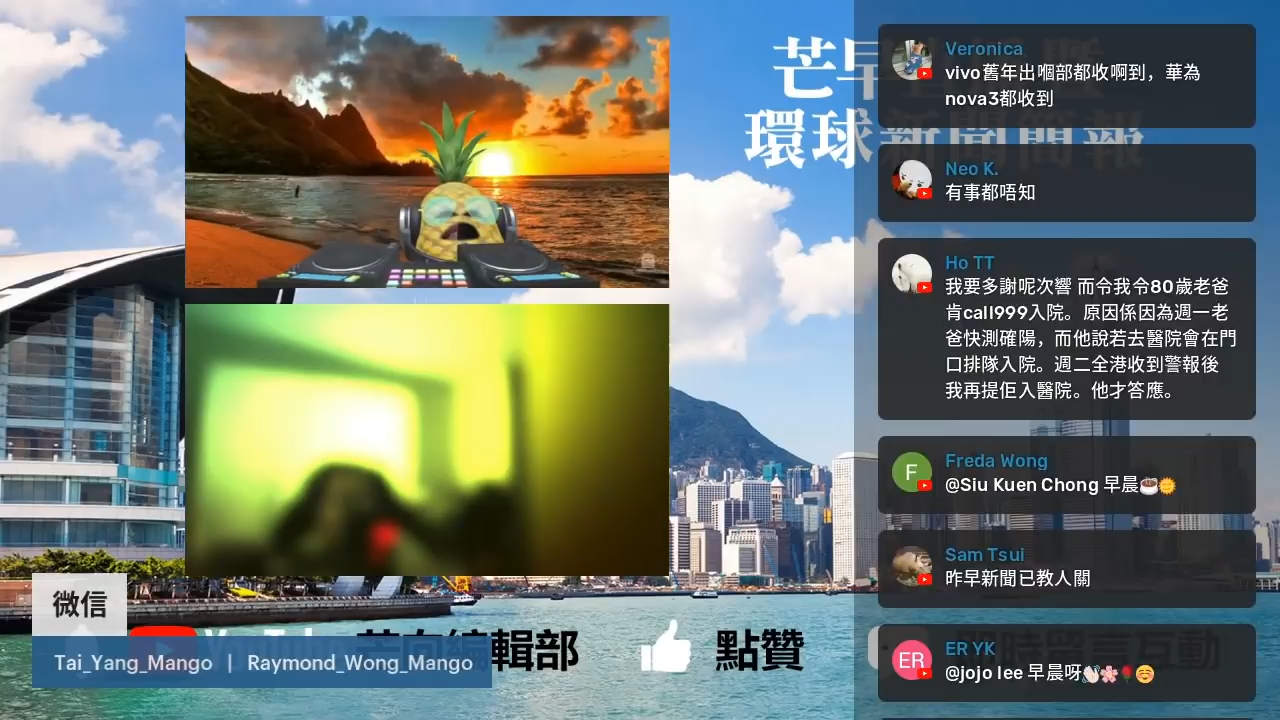 芒早
環球新聞簡報
Veronica
vivo舊年出嗰部都收啊到，華為
nova3都收到
Neo K.
有事都唔知
Ho TT
我要多謝呢次響 而令我令80歲老爸
肯call999入院。原因係因為週一老
爸快測確陽，而他說若去醫院會在門
口排隊入院。週二全港收到警報後
我再提佢入醫院。他才答應。
Freda Wong
@Siu Kuen Chong 早晨☕🌞
Sam Tsui
昨早新聞已教人關
ER YK
@jojo lee 早晨呀👏🏻🌸🌹☺️
F
ER
微信
Tai_Yang_Mango | Raymond_Wong_Mango
編輯部
點贊
時留言互動